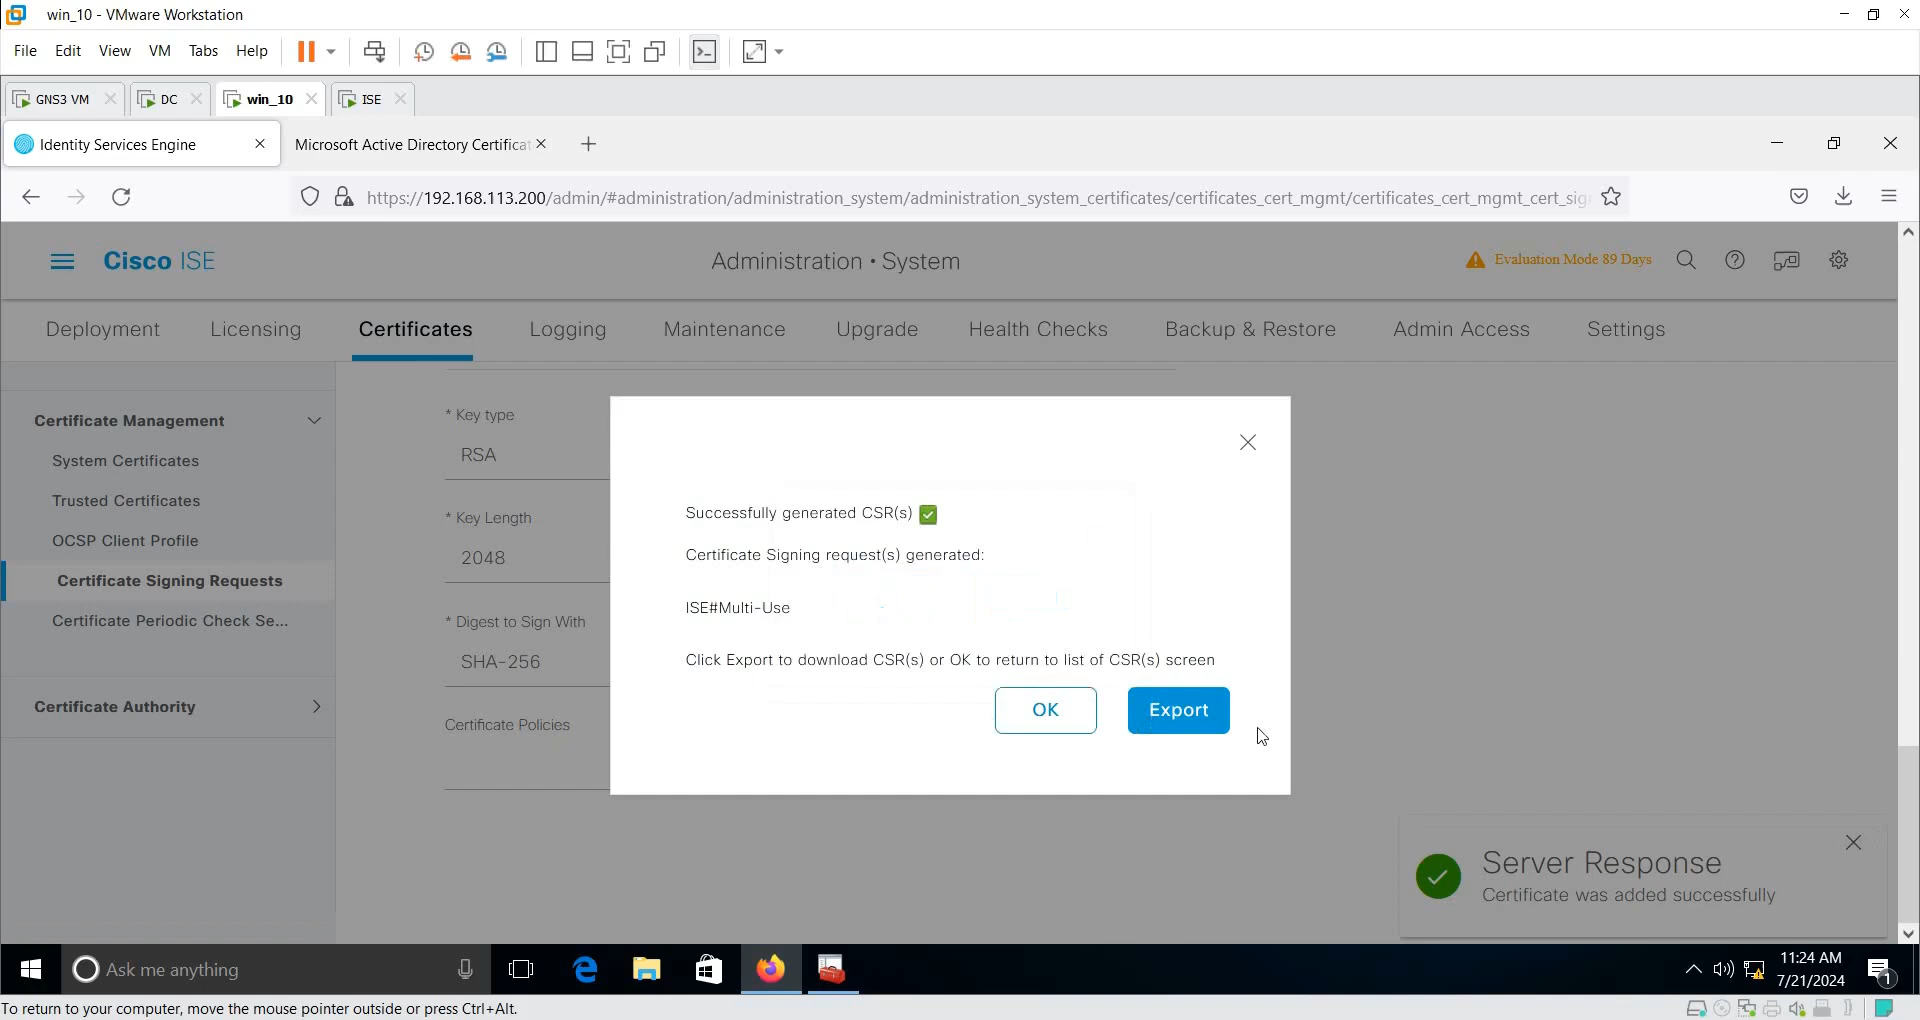 win_10 - VMware Workstation
File Edit View VM Tabs Help
GNS3 VM DC win_10 ISE
Identity Services Engine Microsoft Active Directory Certificat
https://192.168.113.200/admin/#administration/administration_system/administration_system_certificates/certificates_cert_mgmt/certificates_cert_mgmt_cert_sig
Cisco ISE Administration • System Evaluation Mode 89 Days
Deployment Licensing Certificates Logging Maintenance Upgrade Health Checks Backup & Restore Admin Access Settings
Certificate Management
System Certificates
Trusted Certificates
OCSP Client Profile
Certificate Signing Requests
Certificate Periodic Check Se...
Certificate Authority
* Key type
RSA
* Key Length
2048
* Digest to Sign With
SHA-256
Certificate Policies
Successfully generated CSR(s)
Certificate Signing request(s) generated:
ISE#Multi-Use
Click Export to download CSR(s) or OK to return to list of CSR(s) screen
OK Export
Server Response
Certificate was added successfully
Ask me anything
11:24 AM
7/21/2024
1
To return to your computer, move the mouse pointer outside or press Ctrl+Alt.